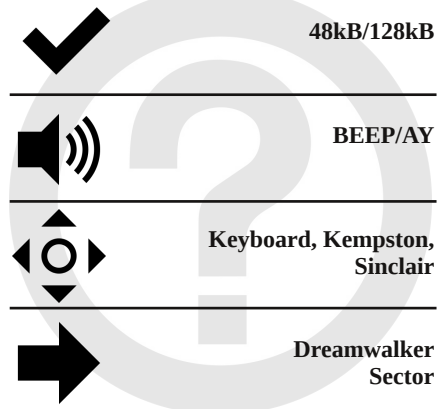 48kB/128kB
BEEP/AY
Keyboard, Kempston,
Sinclair
Dreamwalker
Sector